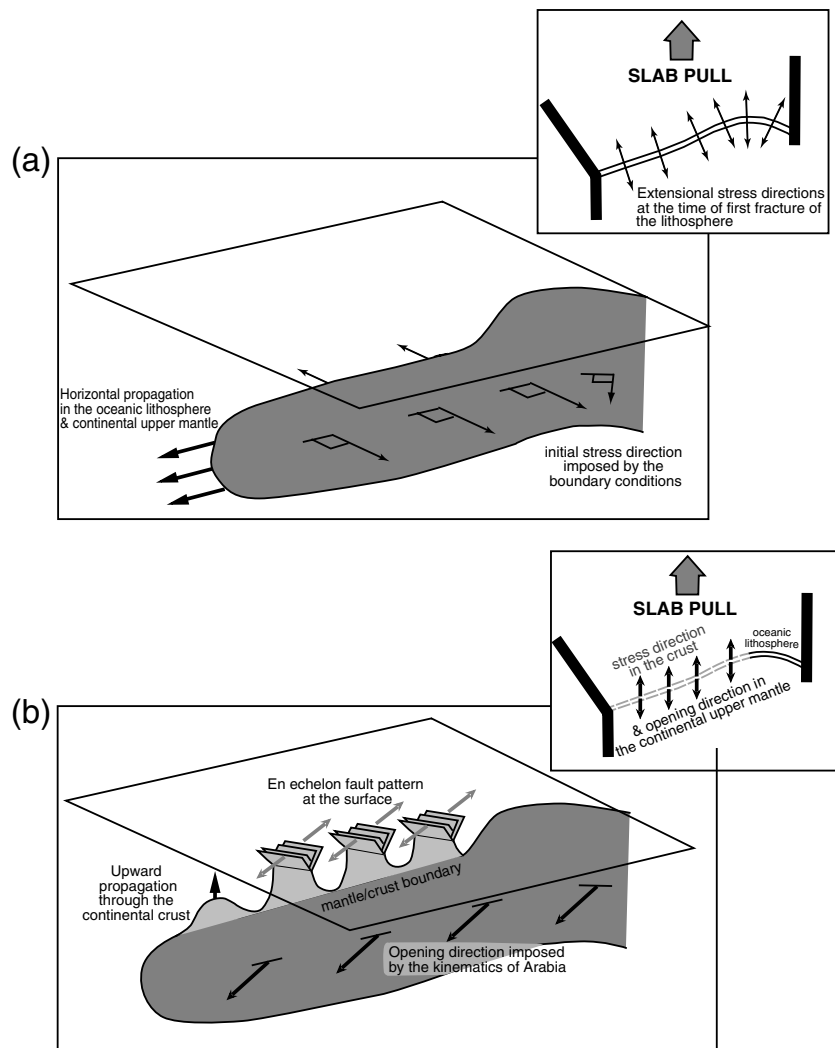 (a)
SLAB PULL
Extensional stress directions
at the time of first fracture of
the lithosphere
Horizontal propagation
in the oceanic lithosphere
& continental upper mantle
initial stress direction
imposed by the
boundary conditions
(b)
SLAB PULL
stress direction
in the crust
oceanic
lithosphere
& opening direction in
the continental upper mantle
En echelon fault pattern
at the surface
Upward
propagation
through the
continental crust
mantle/crust boundary
Opening direction imposed
by the kinematics of Arabia